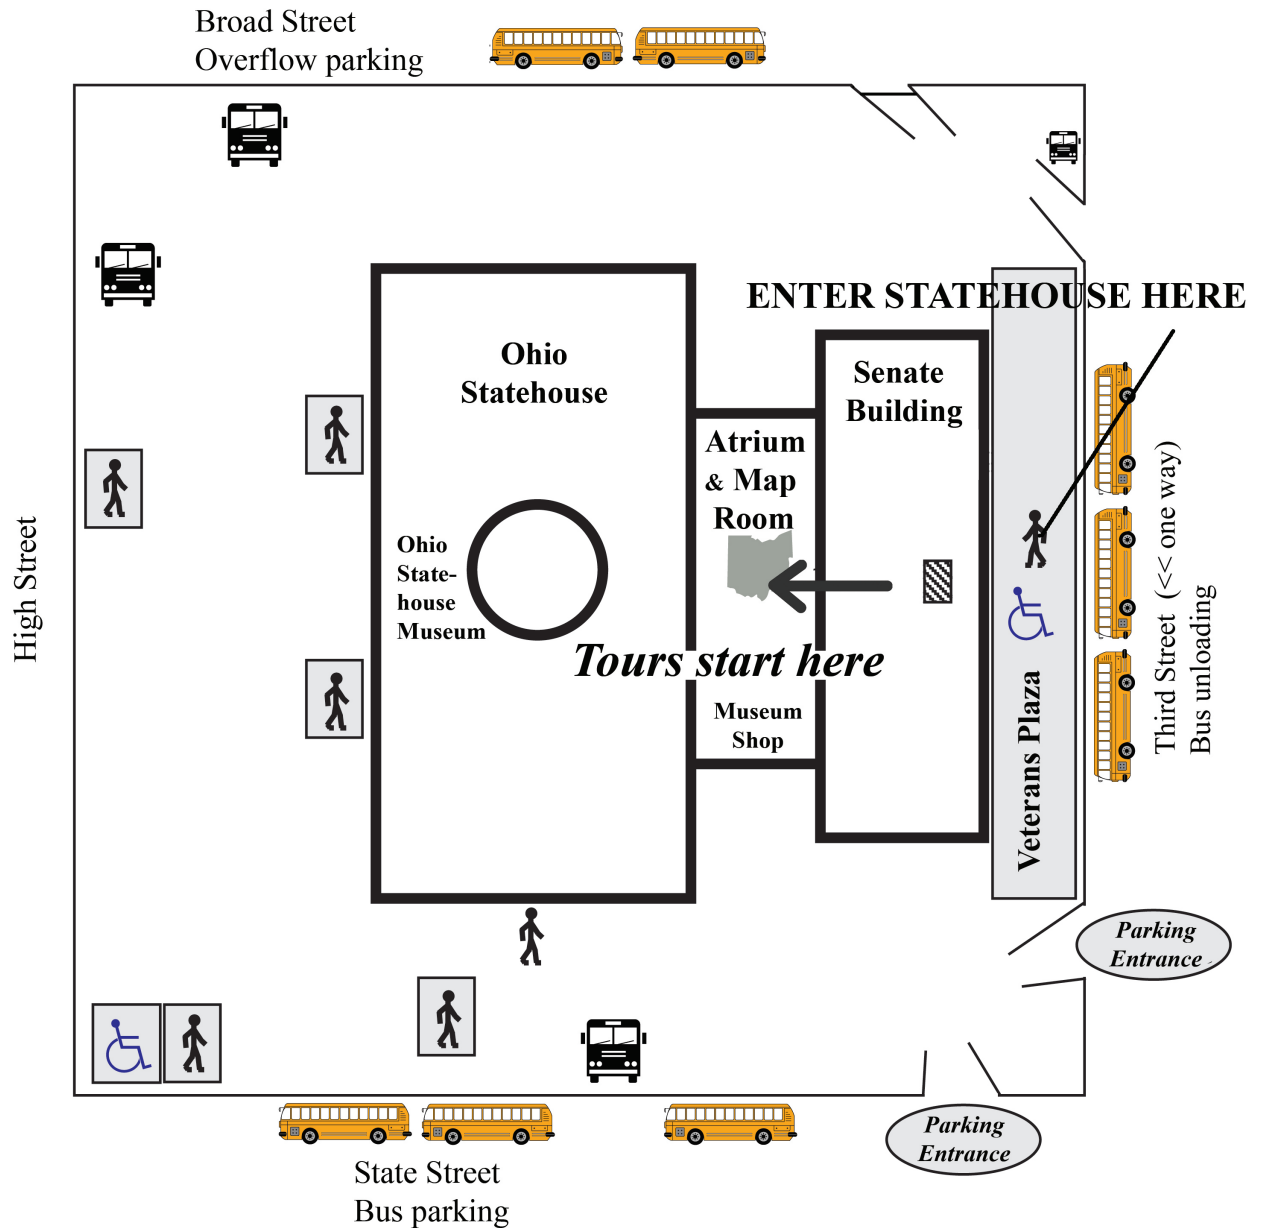 Broad Street
Overflow parking
ENTER STATEHOUSE HERE
Ohio
Statehouse
Senate
Building
Atrium
& Map
Room
Ohio
State-
house
Museum
Tours start here
Museum
Shop
High Street
Veterans Plaza
Third Street (<< one way)
Bus unloading
Parking
Entrance
Parking
Entrance
State Street
Bus parking